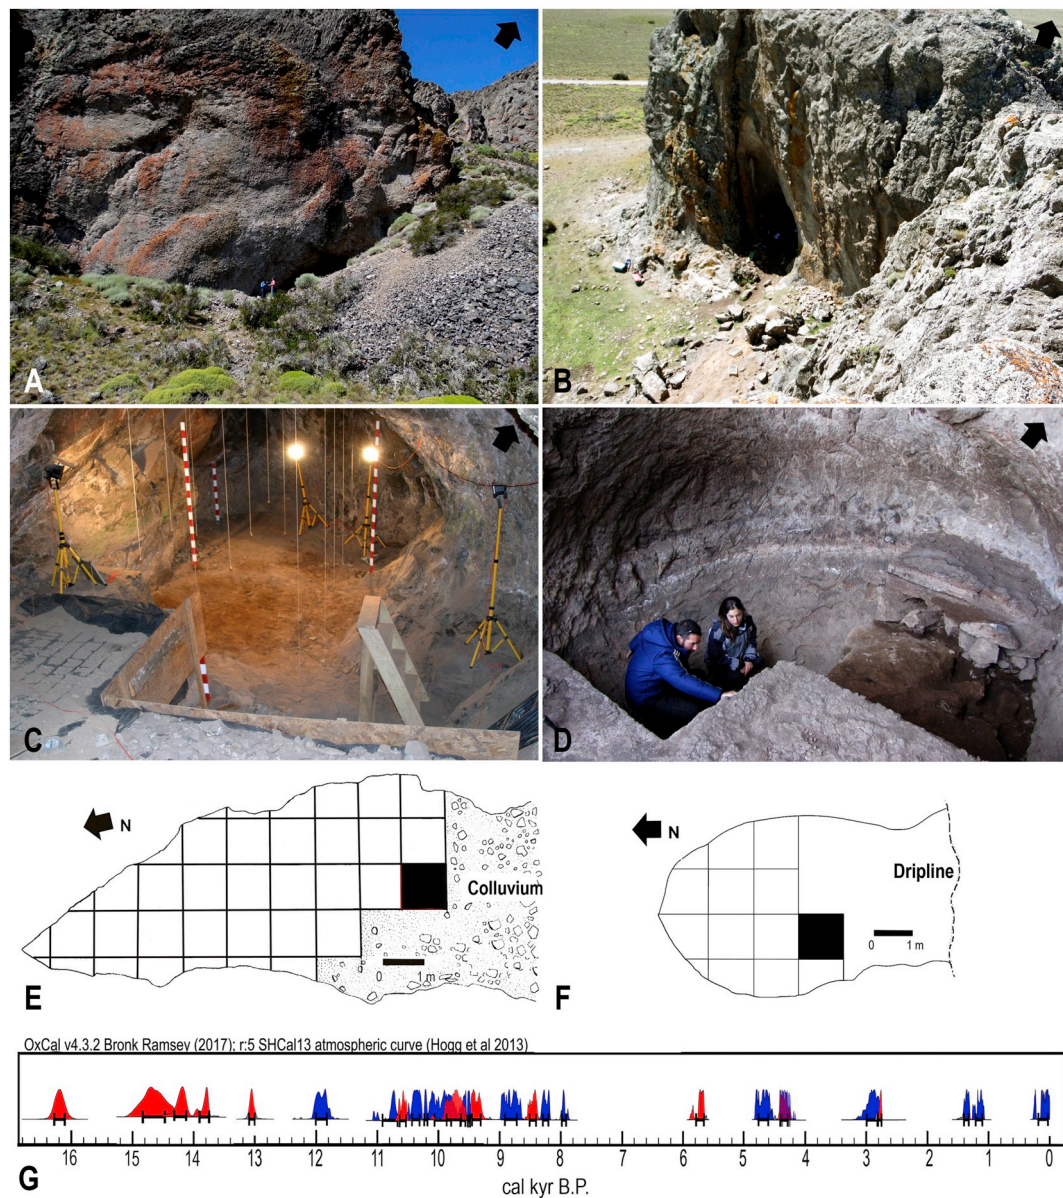 A
B
C
D
N
Colluvium
0 1 m
E
N
Dripline
0 1 m
F
OxCal v4.3.2 Bronk Ramsey (2017); r:5 SHCal13 atmospheric curve (Hogg et al 2013)
16 15 14 13 12 11 10 9 8 7 6 5 4 3 2 1 0
G
cal kyr B.P.